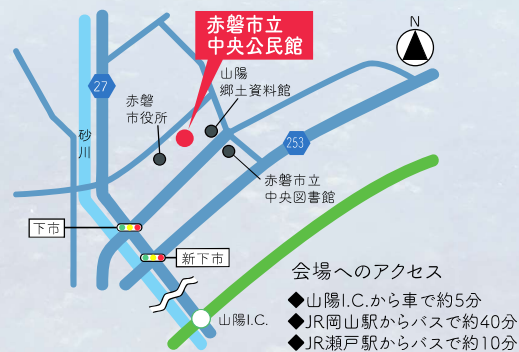 赤磐市立
中央公民館
N
山陽
郷土資料館
27
赤磐
市役所
砂川
253
赤磐市立
中央図書館
下市
新下市
山陽I.C.
会場へのアクセス
◆山陽I.C.から車で約5分
◆JR岡山駅からバスで約40分
◆JR瀬戸駅からバスで約10分